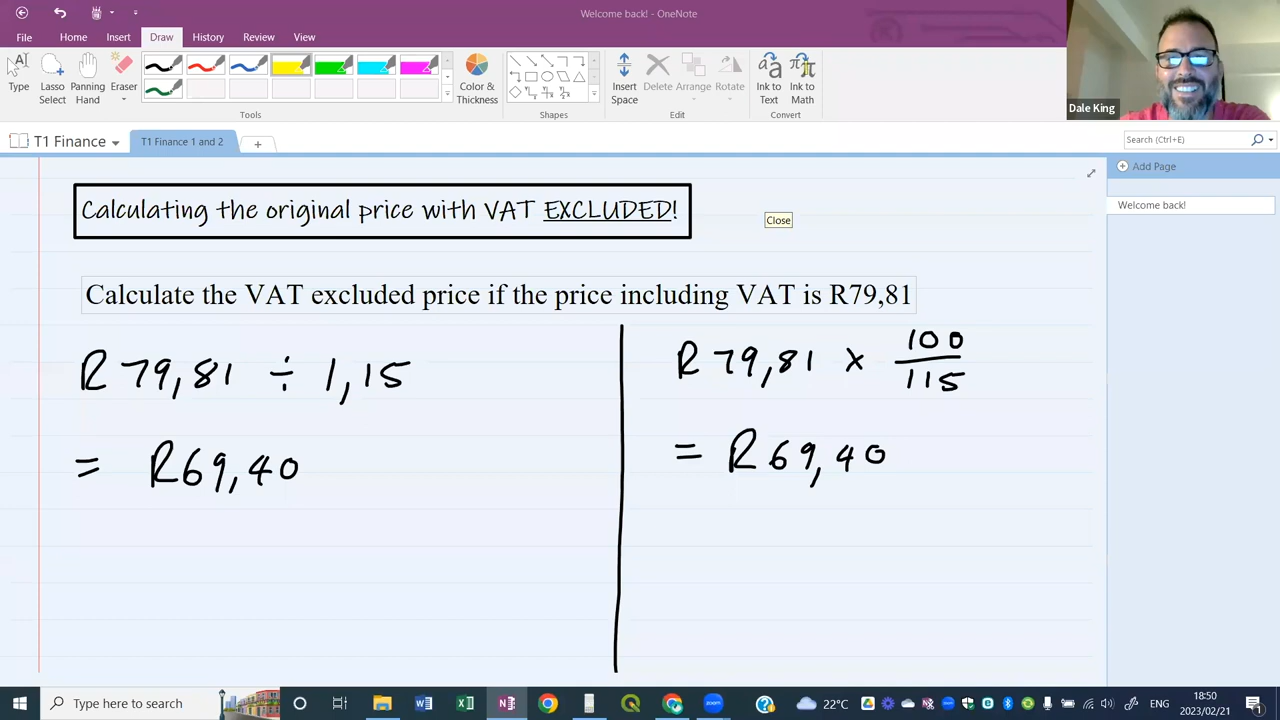 Welcome back! - OneNote
File Home Insert Draw History Review View
Type
Lasso Select
Panning Hand
Eraser
Color & Thickness
Insert Space
Delete
Arrange
Rotate
Ink to Text
Ink to Math
Tools
Shapes
Edit
Convert
Dale King
T1 Finance
T1 Finance 1 and 2
Search (Ctrl+E)
Add Page
Welcome back!
Calculating the original price with VAT EXCLUDED!
Close
Calculate the VAT excluded price if the price including VAT is R79,81
R79,81 ÷ 1,15
= R69,40
R79,81 × 100/115
= R69,40
Type here to search
22°C
ENG
18:50
2023/02/21